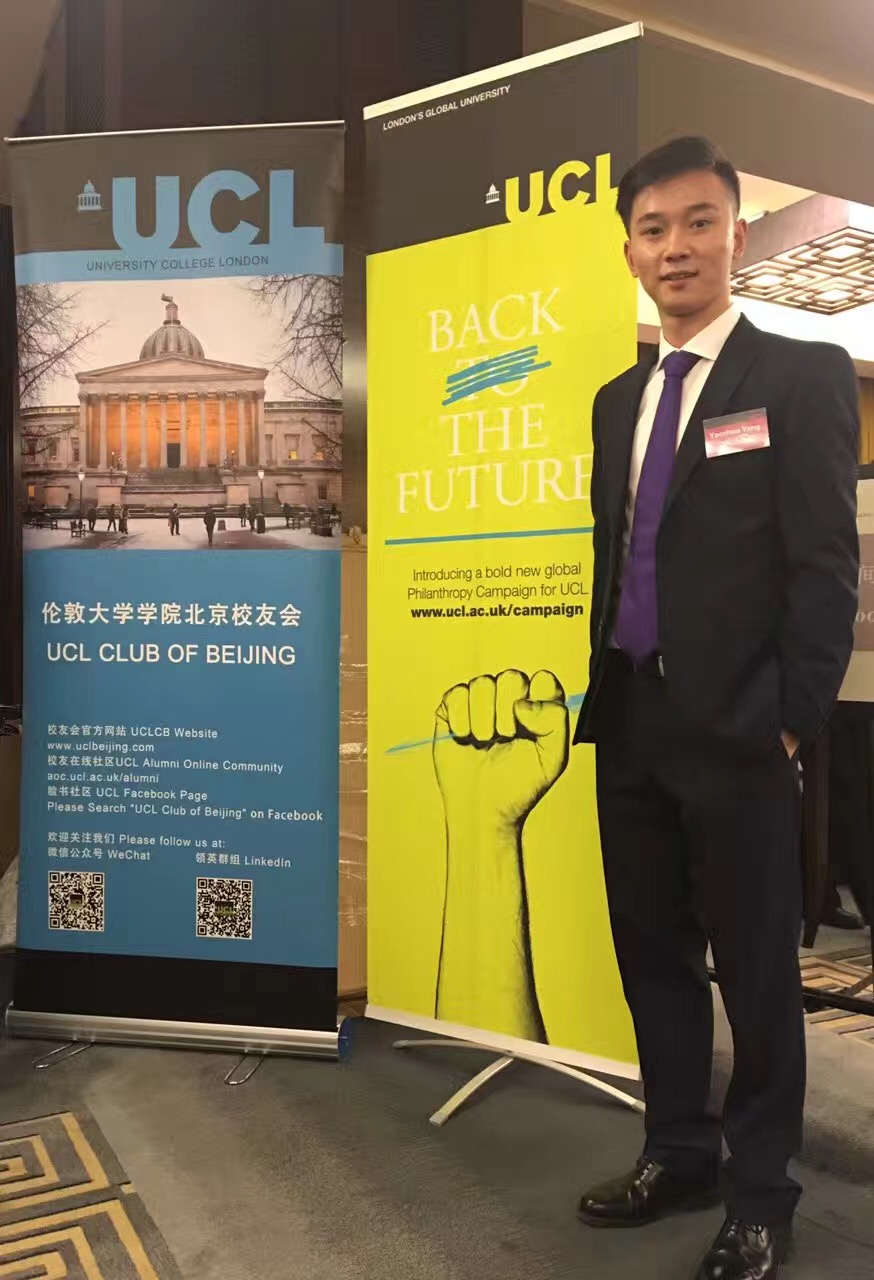 UCL
UNIVERSITY COLLEGE LONDON
伦敦大学学院北京校友会
UCL CLUB OF BEIJING
校友会官方网站 UCLCB Website
www.uclbeijing.com
校友在线社区UCL Alumni Online Community
aoc.ucl.ac.uk/alumni
脸书社区 UCL Facebook Page
Please Search "UCL Club of Beijing" on Facebook
欢迎关注我们 Please follow us at:
微信公众号 WeChat 领英群组 LinkedIn
LONDON'S GLOBAL UNIVERSITY
UCL
BACK
TO
THE
FUTURE
Introducing a bold new global
Philanthropy Campaign for UCL
www.ucl.ac.uk/campaign
Yaozhou Yang